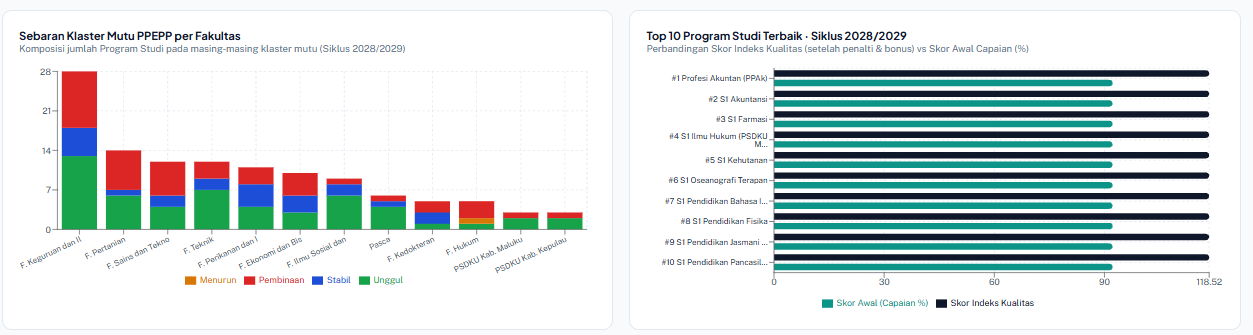 Sebaran Klaster Mutu PPEPP per Fakultas
Komposisi jumlah Program Studi pada masing-masing klaster mutu (Siklus 2028/2029)
28
21
14
7
0
F. Keguruan dan Il
F. Pertanian
F. Sains dan Tekno
F. Teknik
F. Perikanan dan I
F. Ekonomi dan Bis
F. Ilmu Sosial dan
Pasca
F. Kedokteran
F. Hukum
PSDKU Kab. Maluku
PSDKU Kab. Kepulau
Menurun Pembinaan Stabil Unggul
Top 10 Program Studi Terbaik · Siklus 2028/2029
Perbandingan Skor Indeks Kualitas (setelah penalti & bonus) vs Skor Awal Capaian (%)
#1 Profesi Akuntan (PPAk)
#2 S1 Akuntansi
#3 S1 Farmasi
#4 S1 Ilmu Hukum (PSDKU
M...
#5 S1 Kehutanan
#6 S1 Oseanografi Terapan
#7 S1 Pendidikan Bahasa I...
#8 S1 Pendidikan Fisika
#9 S1 Pendidikan Jasmani ...
#10 S1 Pendidikan Pancasil...
0 30 60 90 118.52
Skor Awal (Capaian %) Skor Indeks Kualitas